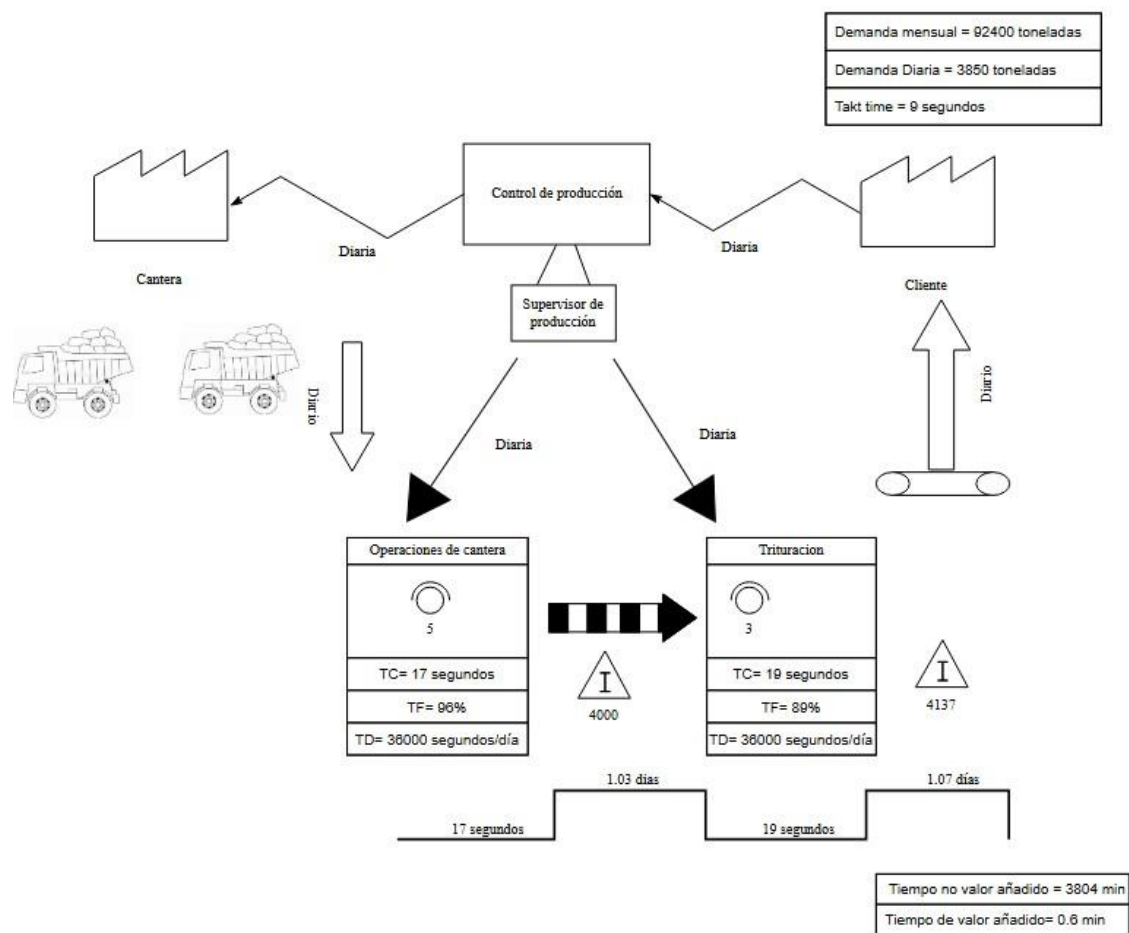 Demanda mensual = 92400 toneladas
Demanda Diaria = 3850 toneladas
Takt time = 9 segundos
Control de producción
Diaria
Diaria
Cantera
Cliente
Supervisor de
producción
Diario
Diario
Diaria
Diaria
Operaciones de cantera
5
TC= 17 segundos
TF= 96%
TD= 36000 segundos/día
I
4000
Trituracion
3
TC= 19 segundos
TF= 89%
TD= 36000 segundos/día
I
4137
17 segundos
1.03 dias
19 segundos
1.07 días
Tiempo no valor añadido = 3804 min
Tiempo de valor añadido= 0.6 min